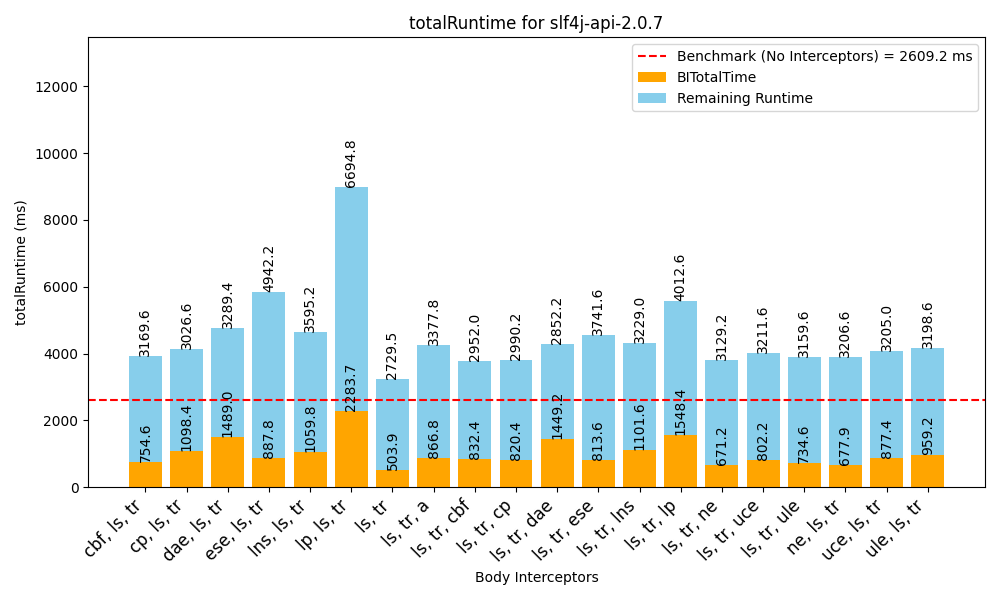 totalRuntime for slf4j-api-2.0.7
Benchmark (No Interceptors) = 2609.2 ms
BITotalTime
Remaining Runtime
totalRuntime (ms)
12000
10000
8000
6000
4000
2000
0
3169.6
3026.6
3289.4
4942.2
3595.2
6694.8
2729.5
3377.8
2952.0
2990.2
2852.2
3741.6
3229.0
4012.6
3129.2
3211.6
3159.6
3206.6
3205.0
3198.6
754.6
1098.4
1489.0
887.8
1059.8
2283.7
503.9
866.8
832.4
820.4
1449.2
813.6
1101.6
1548.4
671.2
802.2
734.6
677.9
877.4
959.2
cbf, ls, tr
cp, ls, tr
dae, ls, tr
ese, ls, tr
lns, ls, tr
lp, ls, tr
ls, tr
ls, tr, a
ls, tr, cbf
ls, tr, cp
ls, tr, dae
ls, tr, ese
ls, tr, lns
ls, tr, lp
ls, tr, ne
ls, tr, uce
ls, tr, ule
ne, ls, tr
uce, ls, tr
ule, ls, tr
Body Interceptors